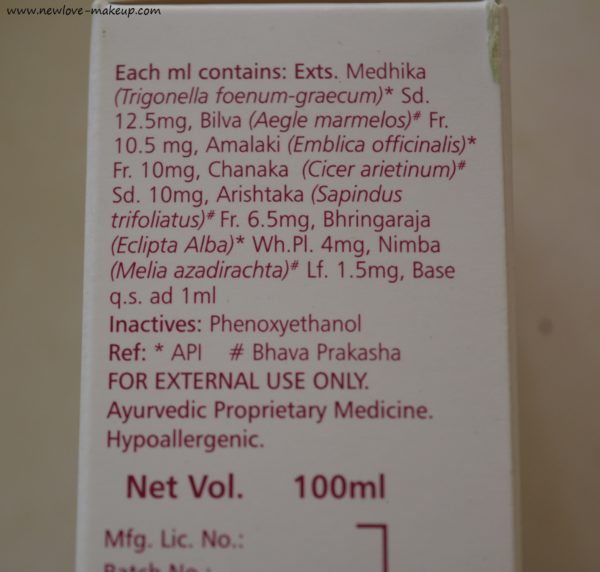 www.newlove-makeup.com
Each ml contains: Exts. Medhika
(Trigonella foenum-graecum)* Sd.
12.5mg, Bilva (Aegle marmelos)# Fr.
10.5 mg, Amalaki (Emblica officinalis)*
Fr. 10mg, Chanaka (Cicer arietinum)#
Sd. 10mg, Arishtaka (Sapindus
trifoliatus)# Fr. 6.5mg, Bhringaraja
(Eclipta Alba)* Wh.Pl. 4mg, Nimba
(Melia azadirachta)# Lf. 1.5mg, Base
q.s. ad 1ml
Inactives: Phenoxyethanol
Ref: * API # Bhava Prakasha
FOR EXTERNAL USE ONLY.
Ayurvedic Proprietary Medicine.
Hypoallergenic.
Net Vol. 100ml
Mfg. Lic. No.:
Batch No.: